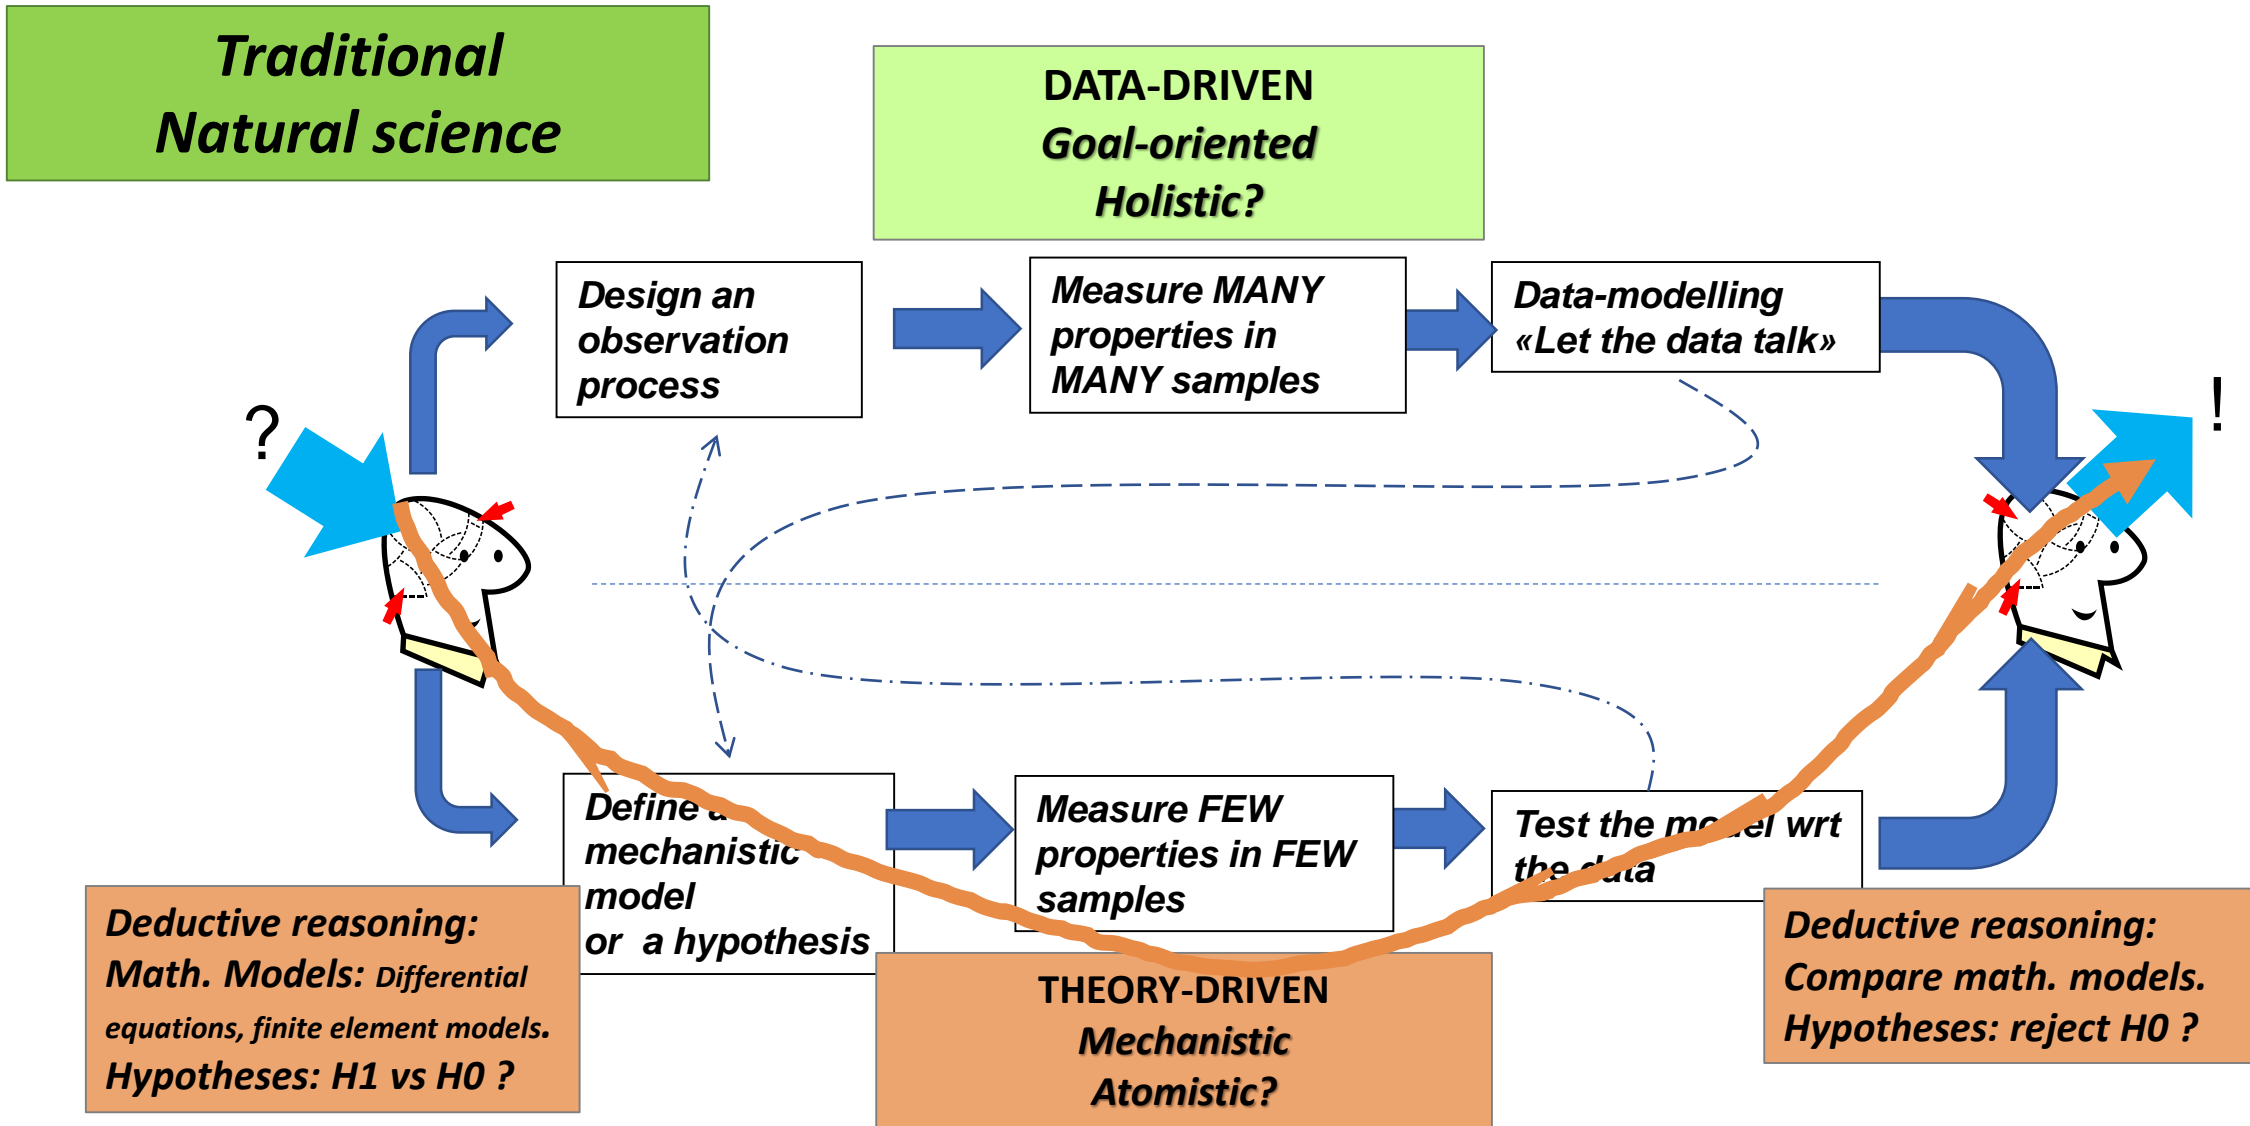 Traditional
Natural science
DATA-DRIVEN
Goal-oriented
Holistic?
Design an
observation
process
Measure MANY
properties in
MANY samples
Data-modelling
«Let the data talk»
?
!
Define a
mechanistic
model
or a hypothesis
Measure FEW
properties in FEW
samples
Test the model wrt
the data
Deductive reasoning:
Math. Models: Differential
equations, finite element models.
Hypotheses: H1 vs H0 ?
THEORY-DRIVEN
Mechanistic
Atomistic?
Deductive reasoning:
Compare math. models.
Hypotheses: reject H0 ?